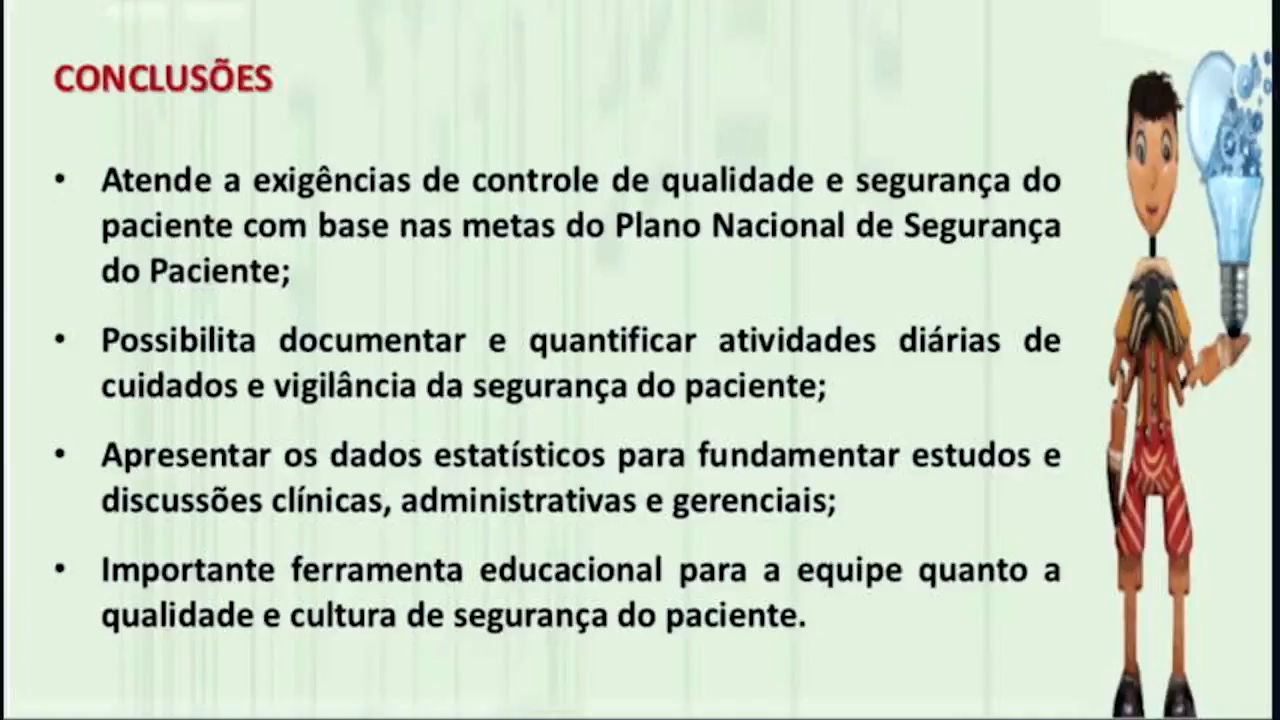 CONCLUSÕES
• Atende a exigências de controle de qualidade e segurança do
paciente com base nas metas do Plano Nacional de Segurança
do Paciente;
• Possibilita documentar e quantificar atividades diárias de
cuidados e vigilância da segurança do paciente;
• Apresentar os dados estatísticos para fundamentar estudos e
discussões clínicas, administrativas e gerenciais;
• Importante ferramenta educacional para a equipe quanto a
qualidade e cultura de segurança do paciente.